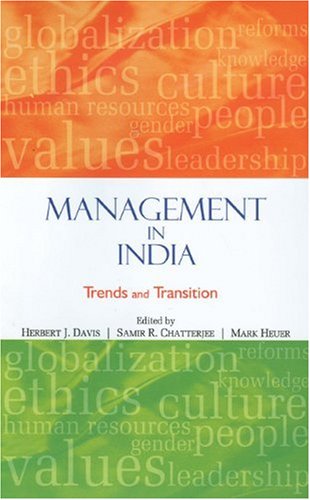 globalization reforms
ethics culture knowledge
human resources people
gender
values leadership
MANAGEMENT
IN
INDIA
Trends and Transition
Edited by
HERBERT J. DAVIS | SAMIR R. CHATTERJEE | MARK HEUER
globalization reforms
ethics culture knowledge
human resources people
gender
values leadership